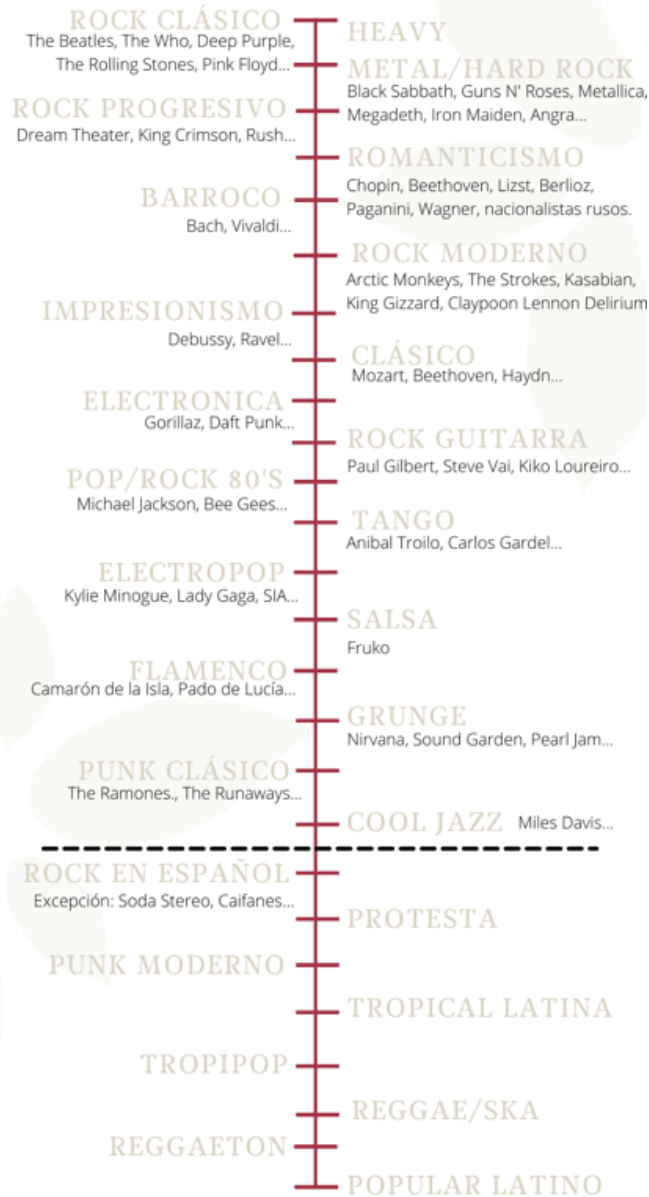 ROCK CLÁSICO
The Beatles, The Who, Deep Purple,
The Rolling Stones, Pink Floyd...
HEAVY
METAL/HARD ROCK
Black Sabbath, Guns N' Roses, Metallica,
Megadeth, Iron Maiden, Angra...
ROCK PROGRESIVO
Dream Theater, King Crimson, Rush...
ROMANTICISMO
Chopin, Beethoven, Lizst, Berlioz,
Paganini, Wagner, nacionalistas rusos.
BARROCO
Bach, Vivaldi...
ROCK MODERNO
Arctic Monkeys, The Strokes, Kasabian,
King Gizzard, Claypoon Lennon Delirium
IMPRESIONISMO
Debussy, Ravel...
CLÁSICO
Mozart, Beethoven, Haydn...
ELECTRONICA
Gorillaz, Daft Punk...
ROCK GUITARRA
Paul Gilbert, Steve Vai, Kiko Loureiro...
POP/ROCK 80'S
Michael Jackson, Bee Gees...
TANGO
Anibal Troilo, Carlos Gardel...
ELECTROPOP
Kylie Minogue, Lady Gaga, SIA...
SALSA
Fruko
FLAMENCO
Camarón de la Isla, Pado de Lucía...
GRUNGE
Nirvana, Sound Garden, Pearl Jam...
PUNK CLÁSICO
The Ramones., The Runaways...
COOL JAZZ Miles Davis...
ROCK EN ESPAÑOL
Excepción: Soda Stereo, Caifanes...
PROTESTA
PUNK MODERNO
TROPICAL LATINA
TROPIPOP
REGGAE/SKA
REGGAETON
POPULAR LATINO